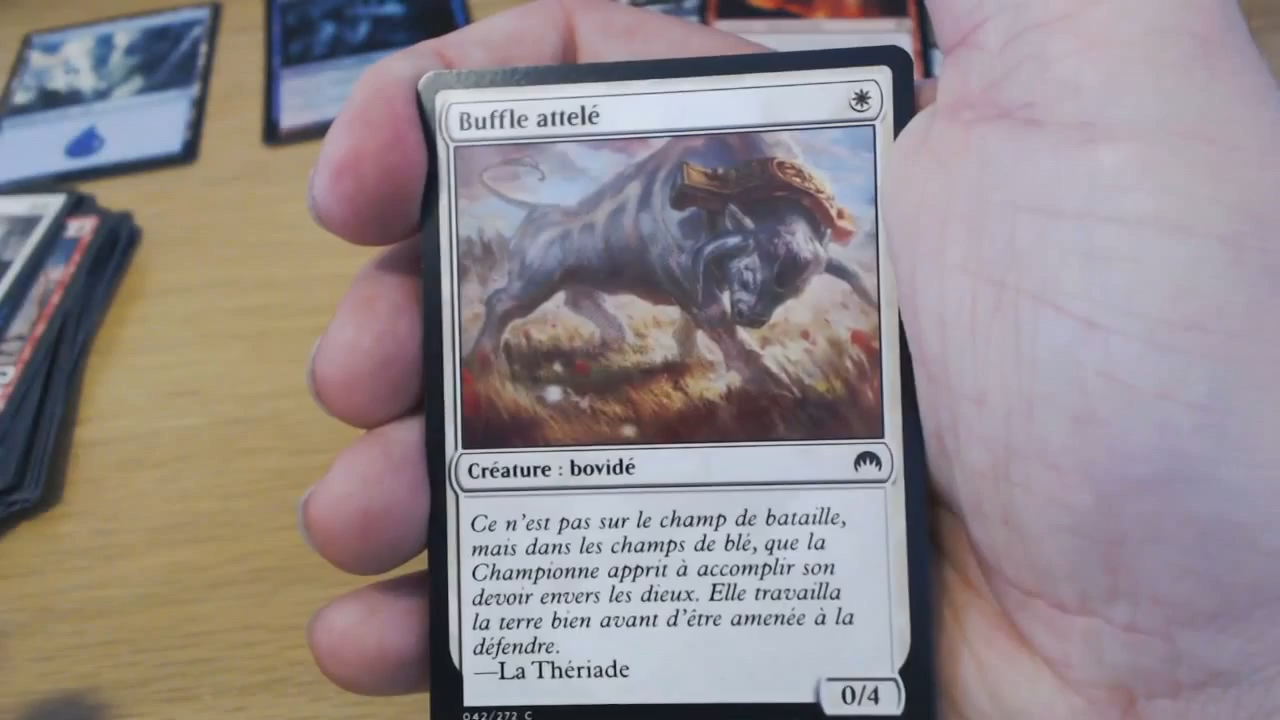 Buffle attelé
Créature : bovidé
Ce n'est pas sur le champ de bataille,
mais dans les champs de blé, que la
Championne apprit à accomplir son
devoir envers les dieux. Elle travailla
la terre bien avant d'être amenée à la
défendre.
—La Thériade
0/4
042/272 C